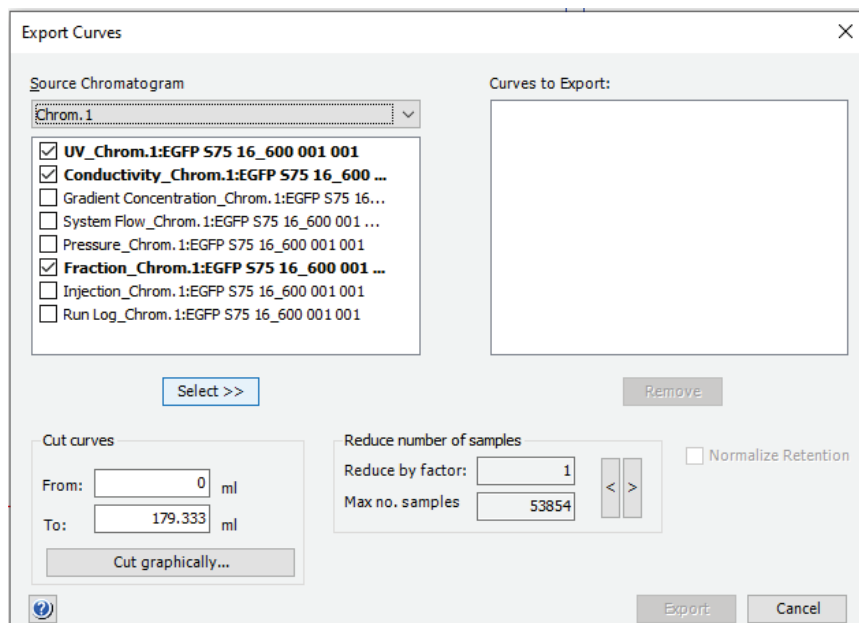 Export Curves
Source Chromatogram
Curves to Export:
Chrom.1
UV_Chrom.1:EGFP S75 16_600 001 001
Conductivity_Chrom.1:EGFP S75 16_600 ...
Gradient Concentration_Chrom.1:EGFP S75 16...
System Flow_Chrom.1:EGFP S75 16_600 001 ...
Pressure_Chrom.1:EGFP S75 16_600 001 001
Fraction_Chrom.1:EGFP S75 16_600 001 ...
Injection_Chrom.1:EGFP S75 16_600 001 001
Run Log_Chrom.1:EGFP S75 16_600 001 001
Select >>
Remove
Cut curves
From: 0 ml
To: 179.333 ml
Cut graphically...
Reduce number of samples
Reduce by factor: 1
Max no. samples 53854
< >
Normalize Retention
?
Export
Cancel